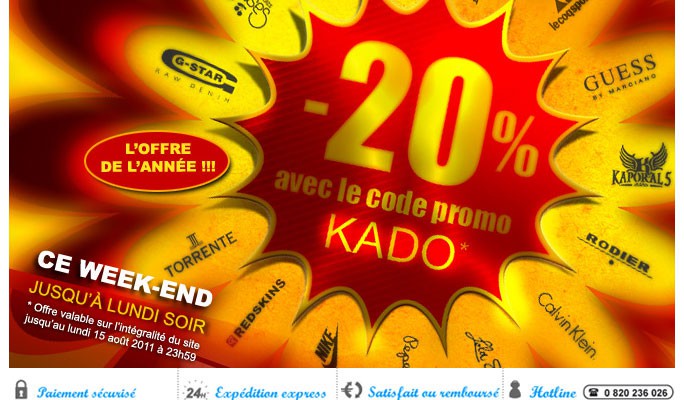 le coq sportif
G-STAR
RAW DENIM
GUESS
BY MARCIANO
-20%
avec le code promo
KADO*
L'OFFRE
DE L'ANNÉE !!!
KAPORAL 5
TORRENTE
RODIER
REDSKINS
NIKE
Calvin Klein
CE WEEK-END
JUSQU'À LUNDI SOIR
* Offre valable sur l'intégralité du site
jusqu'au lundi 15 août 2011 à 23h59
Paiement sécurisé
24H Expédition express
Satisfait ou remboursé
Hotline
0 820 236 026